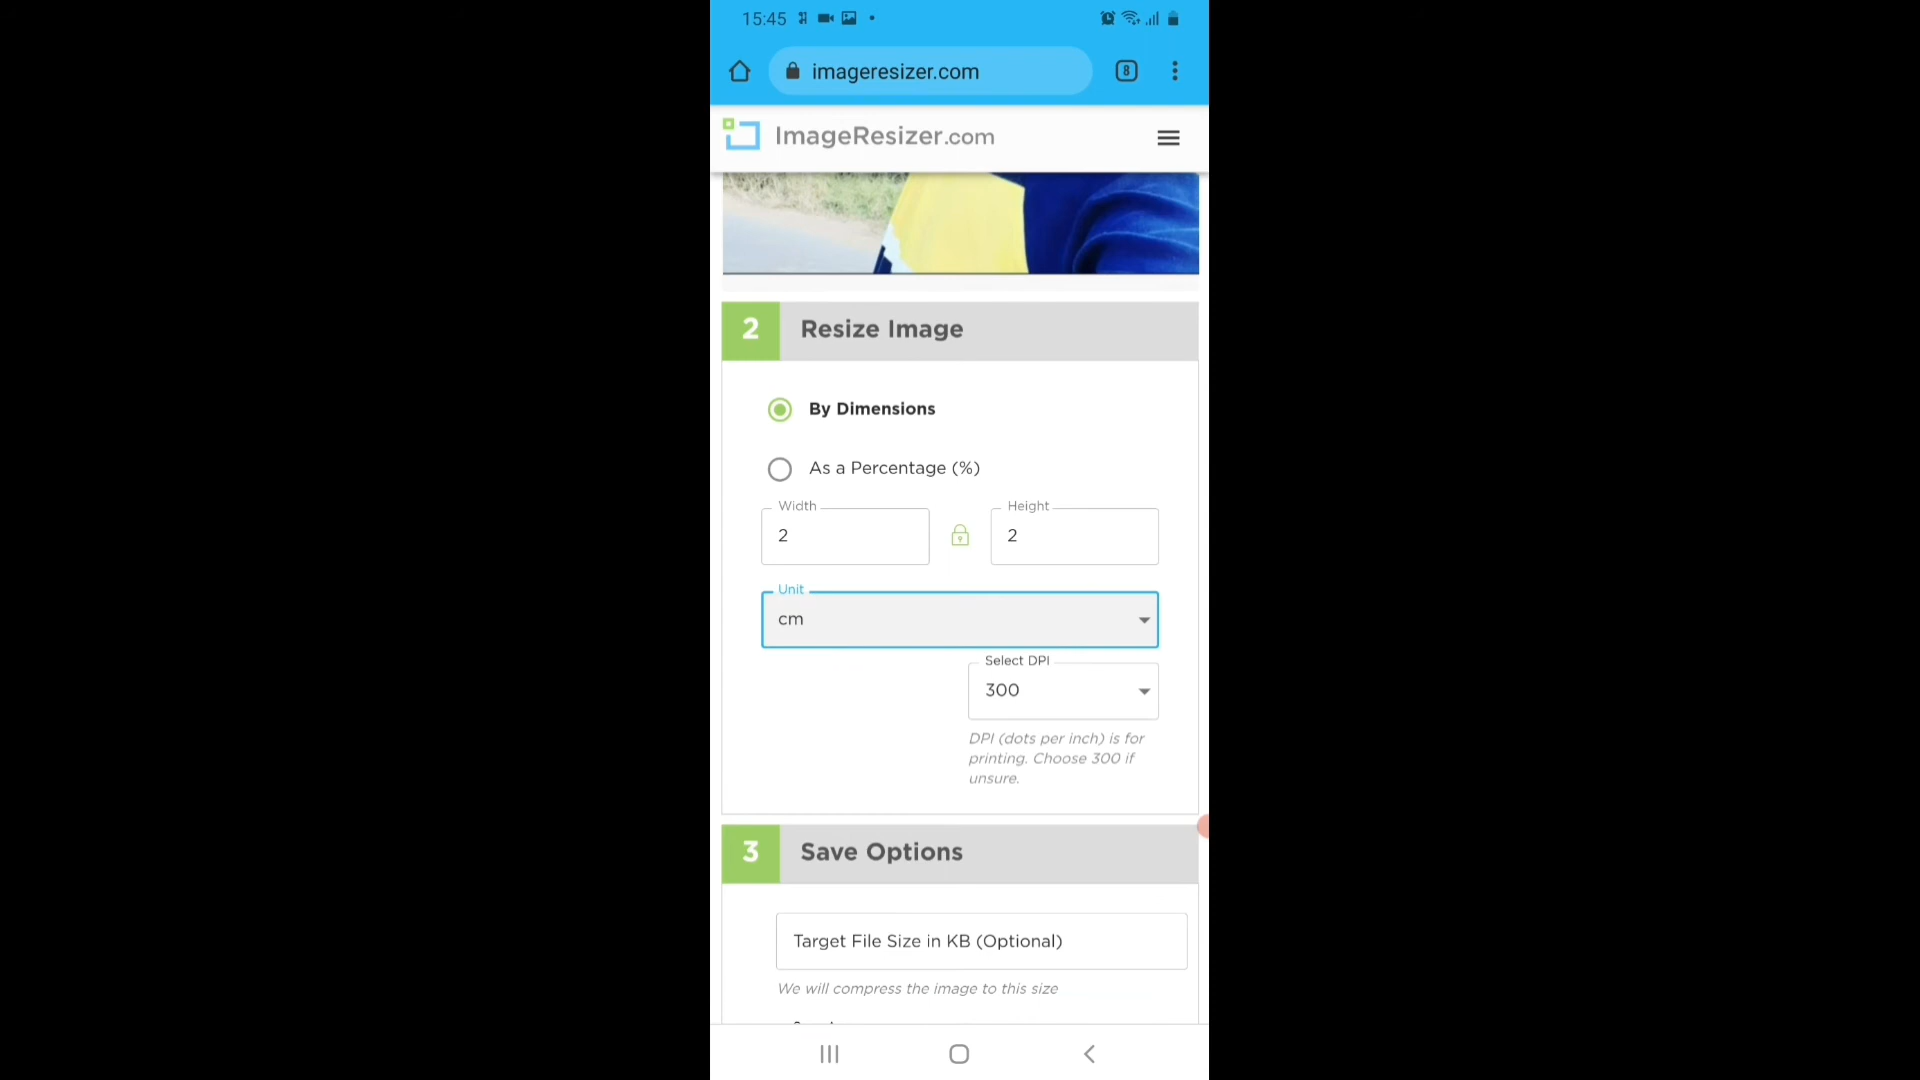 15:45
imageresizer.com
8
ImageResizer.com
2 Resize Image
By Dimensions
As a Percentage (%)
Width Height
2 2
Unit
cm
Select DPI
300
DPI (dots per inch) is for
printing. Choose 300 if
unsure.
3 Save Options
Target File Size in KB (Optional)
We will compress the image to this size